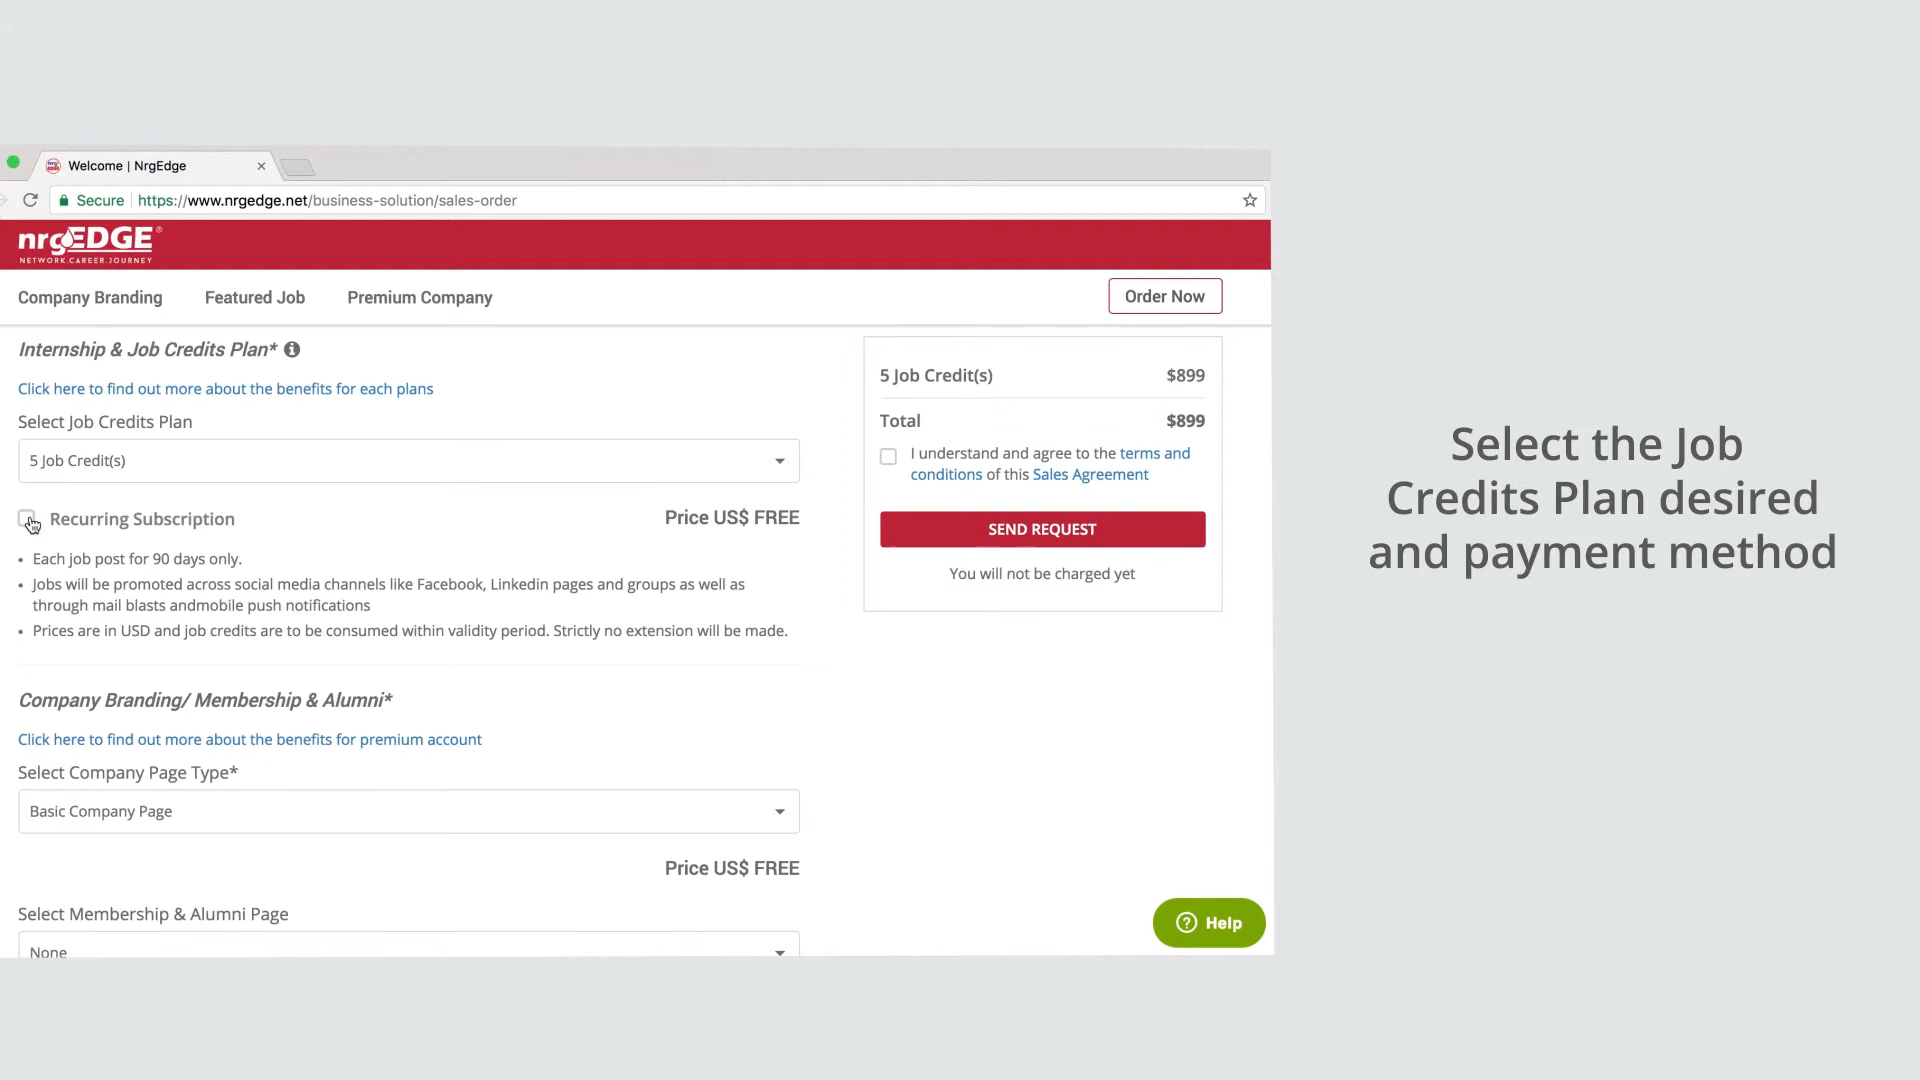 Welcome | NrgEdge
Secure https://www.nrgedge.net/business-solution/sales-order
nrgEDGE®
NETWORK.CAREER.JOURNEY
Company Branding Featured Job Premium Company Order Now
Internship & Job Credits Plan*
Click here to find out more about the benefits for each plans
Select Job Credits Plan
5 Job Credit(s)
Recurring Subscription Price US$ FREE
• Each job post for 90 days only.
• Jobs will be promoted across social media channels like Facebook, Linkedin pages and groups as well as
through mail blasts andmobile push notifications
• Prices are in USD and job credits are to be consumed within validity period. Strictly no extension will be made.
Company Branding/ Membership & Alumni*
Click here to find out more about the benefits for premium account
Select Company Page Type*
Basic Company Page
Price US$ FREE
Select Membership & Alumni Page
None
5 Job Credit(s) $899
Total $899
I understand and agree to the terms and
conditions of this Sales Agreement
SEND REQUEST
You will not be charged yet
Help
Select the Job
Credits Plan desired
and payment method